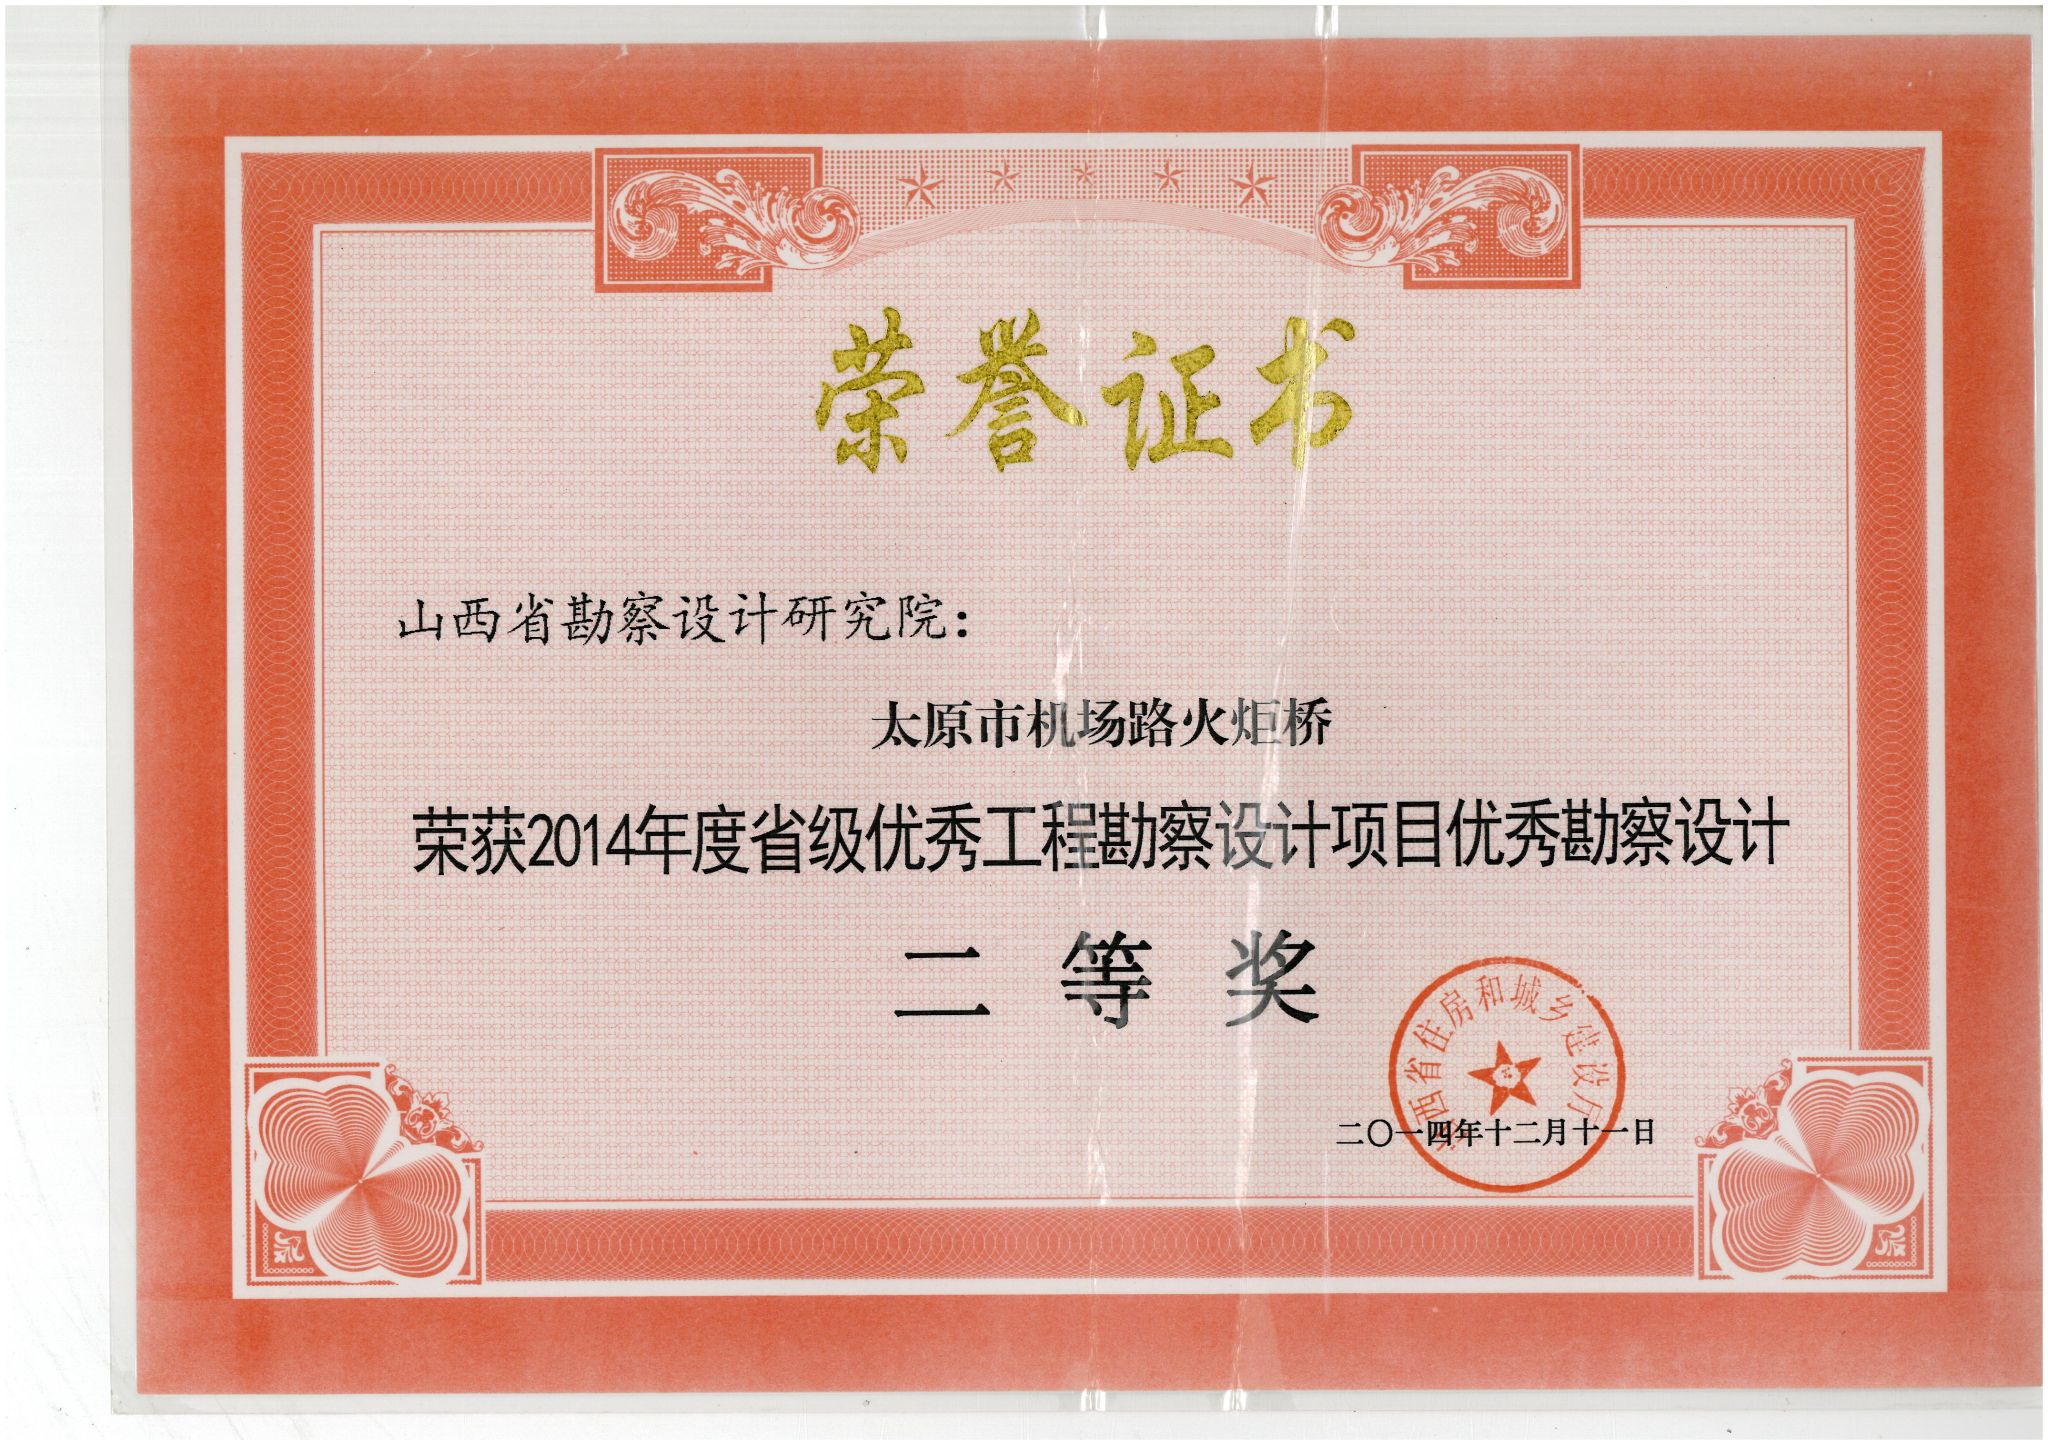 荣誉证书
山西省勘察设计研究院：
太原市机场路火炬桥
荣获2014年度省级优秀工程勘察设计项目优秀勘察设计
二等奖
山西省住房和城乡建设厅
二〇一四年十二月十一日